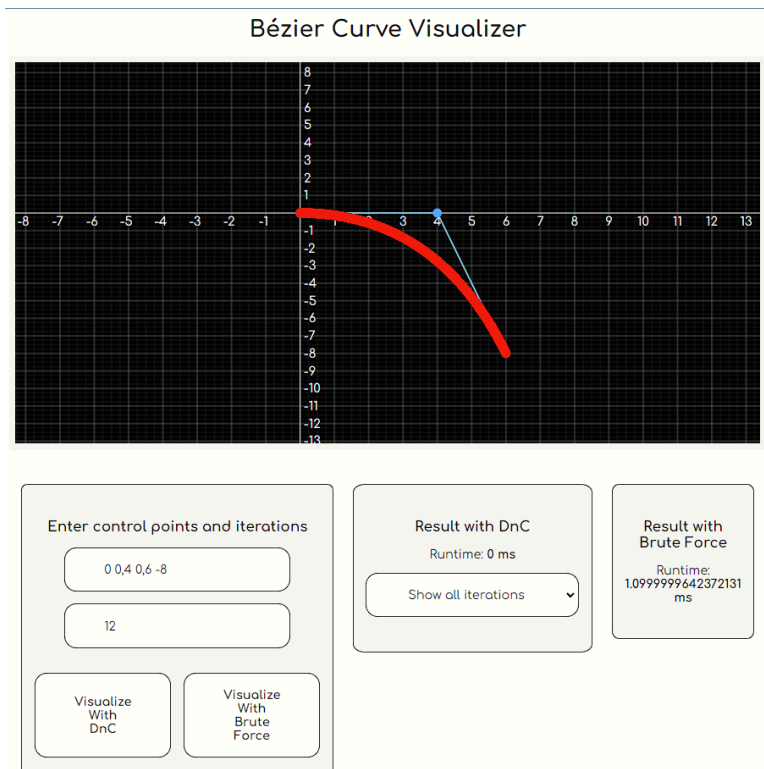 Bézier Curve Visualizer
8
7
6
5
4
3
2
1
-8 -7 -6 -5 -4 -3 -2 -1 2 3 4 5 6 7 8 9 10 11 12 13
-1
-2
-3
-4
-5
-6
-7
-8
-9
-10
-11
-12
-13
Enter control points and iterations
0 0,4 0,6 -8
12
Visualize
With
DnC
Visualize
With
Brute
Force
Result with DnC
Runtime: 0 ms
Show all iterations
Result with
Brute Force
Runtime:
1.0999999642372131
ms